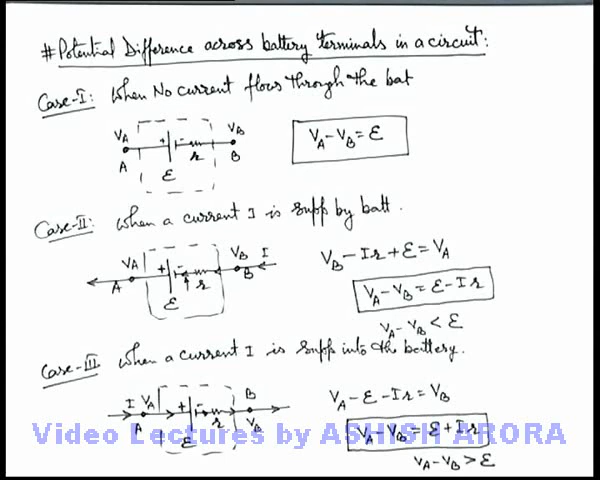 # Potential Difference across battery terminals in a circuit:
Case-I: When No current flows through the bat
VA + - VB
A r B
ε
VA - VB = ε
Case-II: When a current I is supp by batt.
VA + - VB I
A r B
ε
VB - Ir + ε = VA
VA - VB = ε - Ir
VA - VB < ε
Case-III When a current I is supp into the battery.
I VA + - B
A r VB
ε
VA - ε - Ir = VB
VA - VB = ε + Ir
VA - VB > ε
Video Lectures by ASHISH ARORA